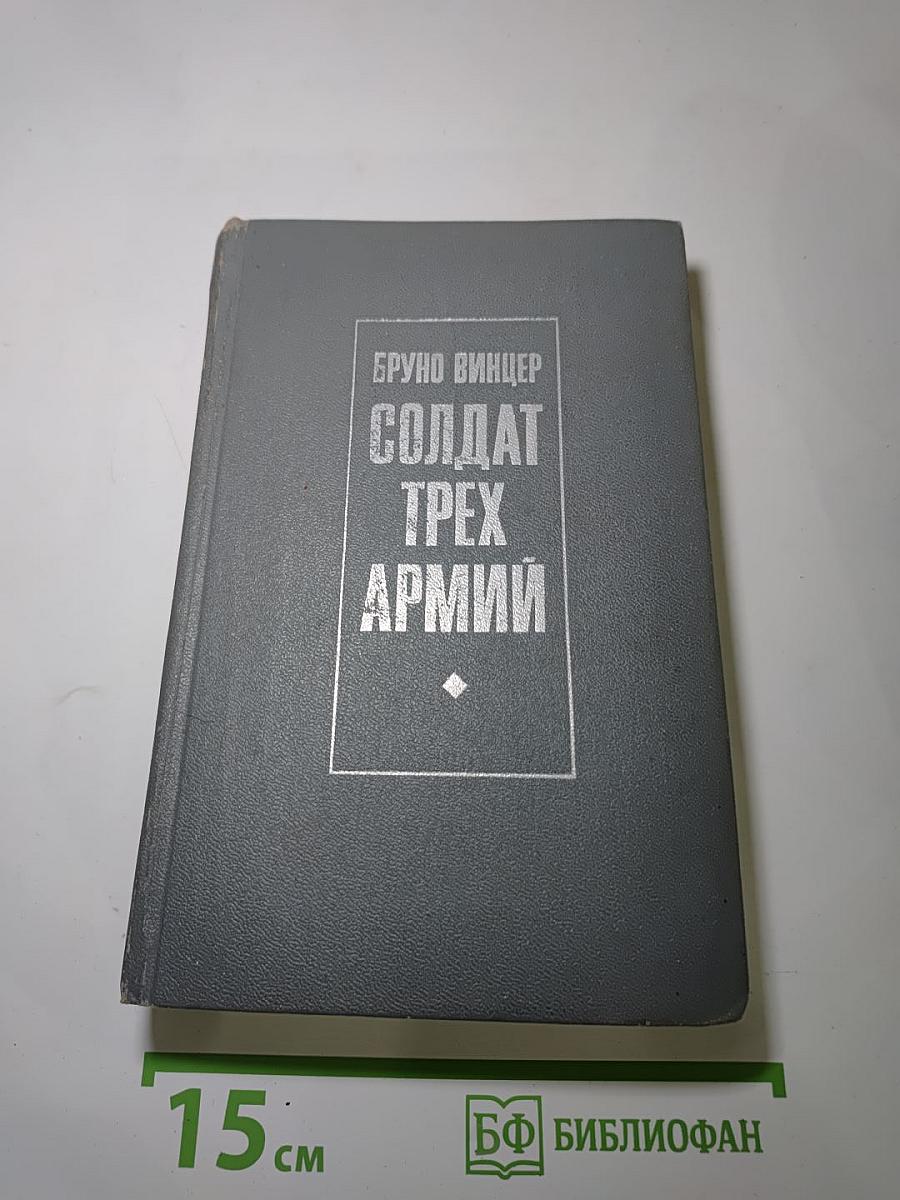 БРУНО ВИНЦЕР
СОЛДАТ
ТРЕХ
АРМИЙ
15 см
БФ БИБЛИОФАН